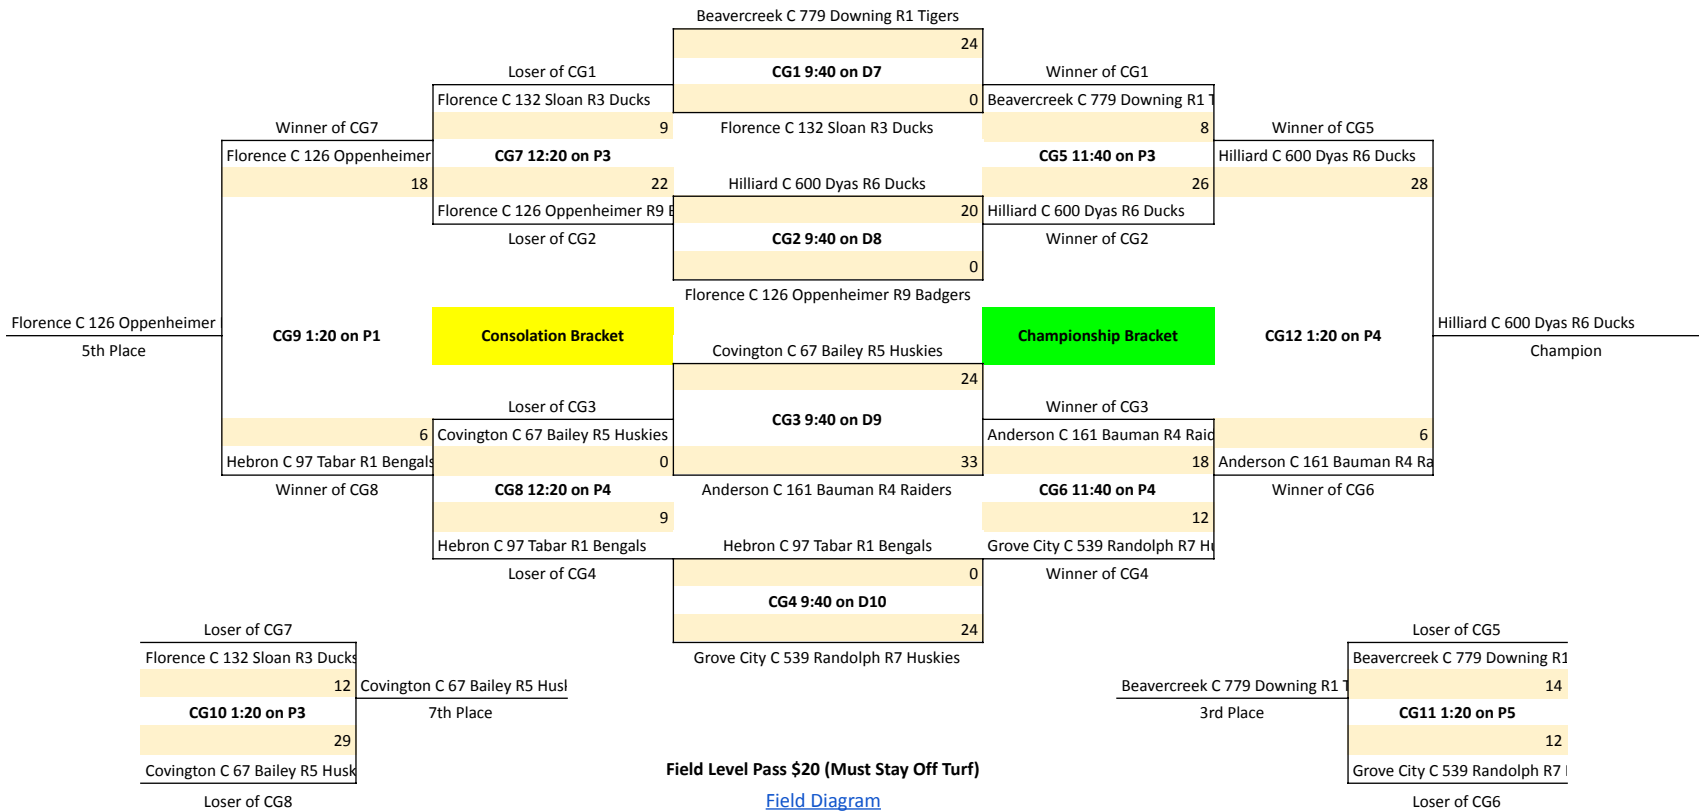 Beavercreek C 779 Downing R1 Tigers
24
Loser of CG1
CG1 9:40 on D7
Winner of CG1
Florence C 132 Sloan R3 Ducks
0
Beavercreek C 779 Downing R1 T
Winner of CG7
9
Florence C 132 Sloan R3 Ducks
8
Winner of CG5
Florence C 126 Oppenheimer
CG7 12:20 on P3
CG5 11:40 on P3
Hilliard C 600 Dyas R6 Ducks
18
22
Hilliard C 600 Dyas R6 Ducks
26
28
Florence C 126 Oppenheimer R9 B
20
Hilliard C 600 Dyas R6 Ducks
Loser of CG2
CG2 9:40 on D8
Winner of CG2
0
Florence C 126 Oppenheimer R9 Badgers
Florence C 126 Oppenheimer
5th Place
CG9 1:20 on P1
Consolation Bracket
Championship Bracket
CG12 1:20 on P4
Hilliard C 600 Dyas R6 Ducks
Champion
Covington C 67 Bailey R5 Huskies
24
Loser of CG3
CG3 9:40 on D9
Winner of CG3
6
Covington C 67 Bailey R5 Huskies
Anderson C 161 Bauman R4 Raid
6
Hebron C 97 Tabar R1 Bengals
0
33
18
Anderson C 161 Bauman R4 Ra
Winner of CG8
CG8 12:20 on P4
Anderson C 161 Bauman R4 Raiders
CG6 11:40 on P4
Winner of CG6
9
12
Hebron C 97 Tabar R1 Bengals
Hebron C 97 Tabar R1 Bengals
Grove City C 539 Randolph R7 Hu
Loser of CG4
0
Winner of CG4
CG4 9:40 on D10
24
Grove City C 539 Randolph R7 Huskies
Loser of CG7
Florence C 132 Sloan R3 Ducks
12
Covington C 67 Bailey R5 Husk
CG10 1:20 on P3
7th Place
29
Covington C 67 Bailey R5 Husk
Loser of CG8
Loser of CG5
Beavercreek C 779 Downing R1
Beavercreek C 779 Downing R1 T
14
3rd Place
CG11 1:20 on P5
12
Grove City C 539 Randolph R7
Loser of CG6
Field Level Pass $20 (Must Stay Off Turf)
Field Diagram